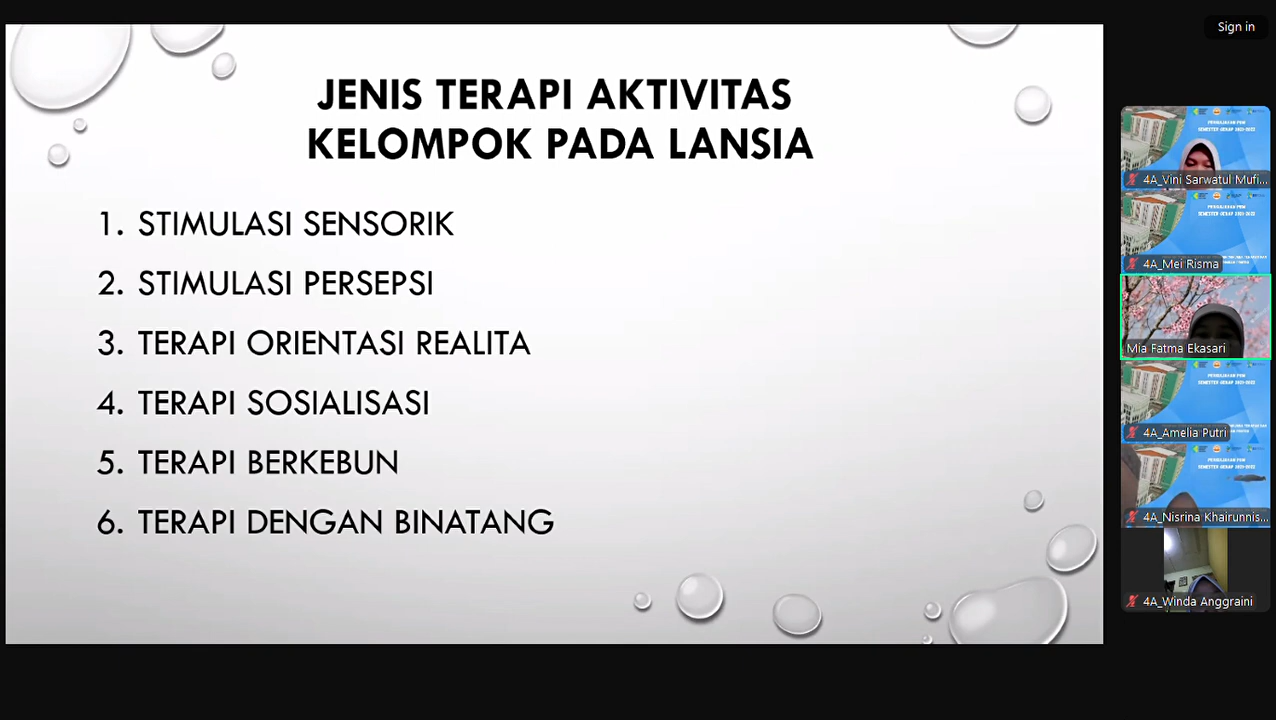 Sign in
JENIS TERAPI AKTIVITAS
KELOMPOK PADA LANSIA
1. STIMULASI SENSORIK
2. STIMULASI PERSEPSI
3. TERAPI ORIENTASI REALITA
4. TERAPI SOSIALISASI
5. TERAPI BERKEBUN
6. TERAPI DENGAN BINATANG
4A_Vini Sarwatul Mufi...
4A_Mei Risma
Mia Fatma Ekasari
4A_Amelia Putri
4A_Nisrina Khairunnis...
4A_Winda Anggraini